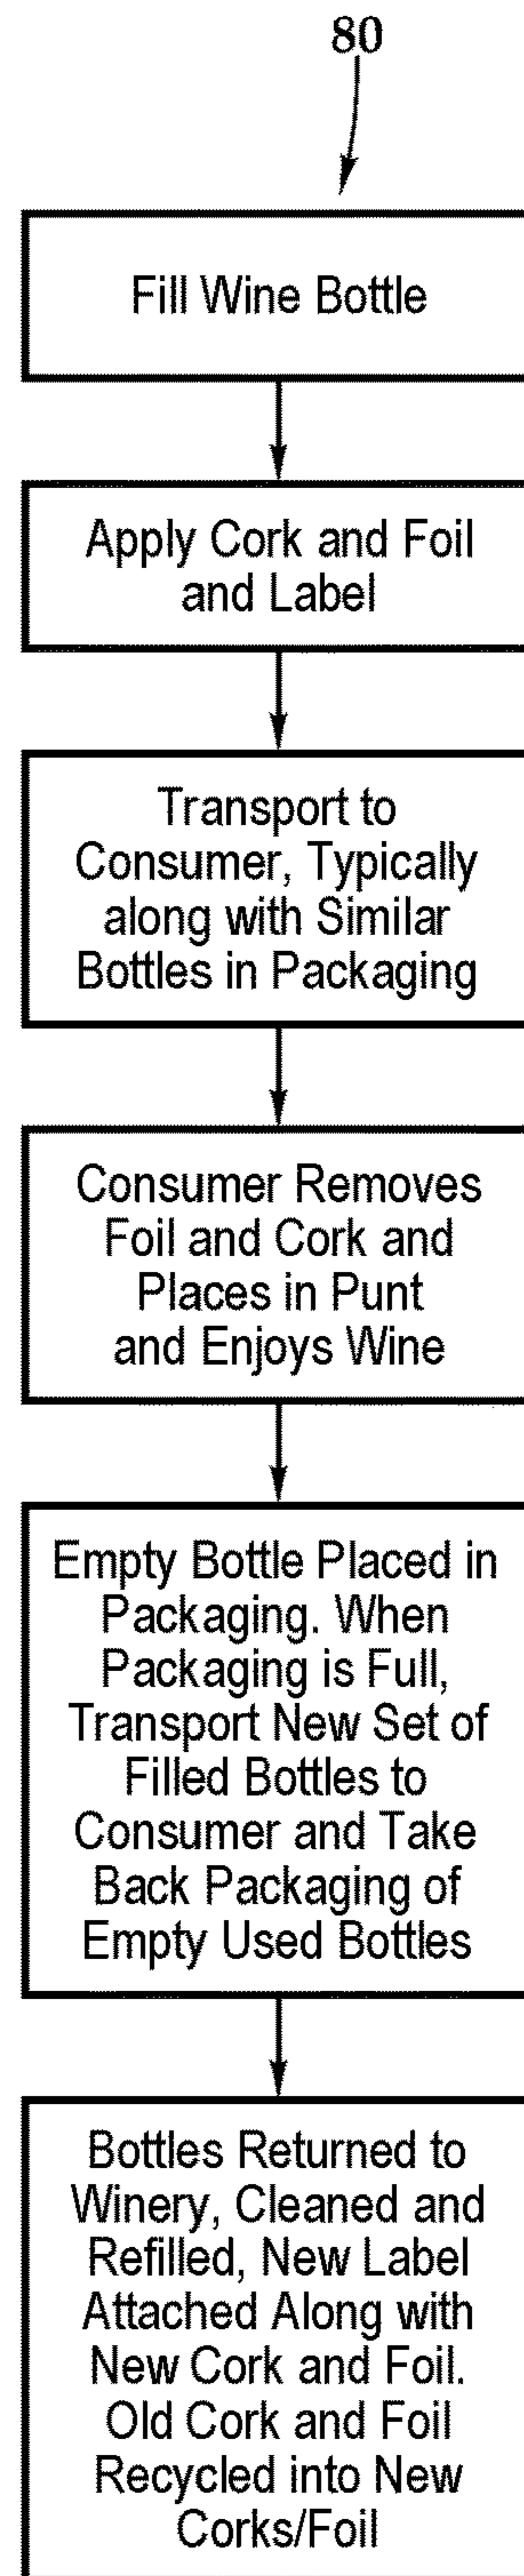 80
Fill Wine Bottle
Apply Cork and Foil
and Label
Transport to
Consumer, Typically
along with Similar
Bottles in Packaging
Consumer Removes
Foil and Cork and
Places in Punt
and Enjoys Wine
Empty Bottle Placed in
Packaging. When
Packaging is Full,
Transport New Set of
Filled Bottles to
Consumer and Take
Back Packaging of
Empty Used Bottles
Bottles Returned to
Winery, Cleaned and
Refilled, New Label
Attached Along with
New Cork and Foil.
Old Cork and Foil
Recycled into New
Corks/Foil